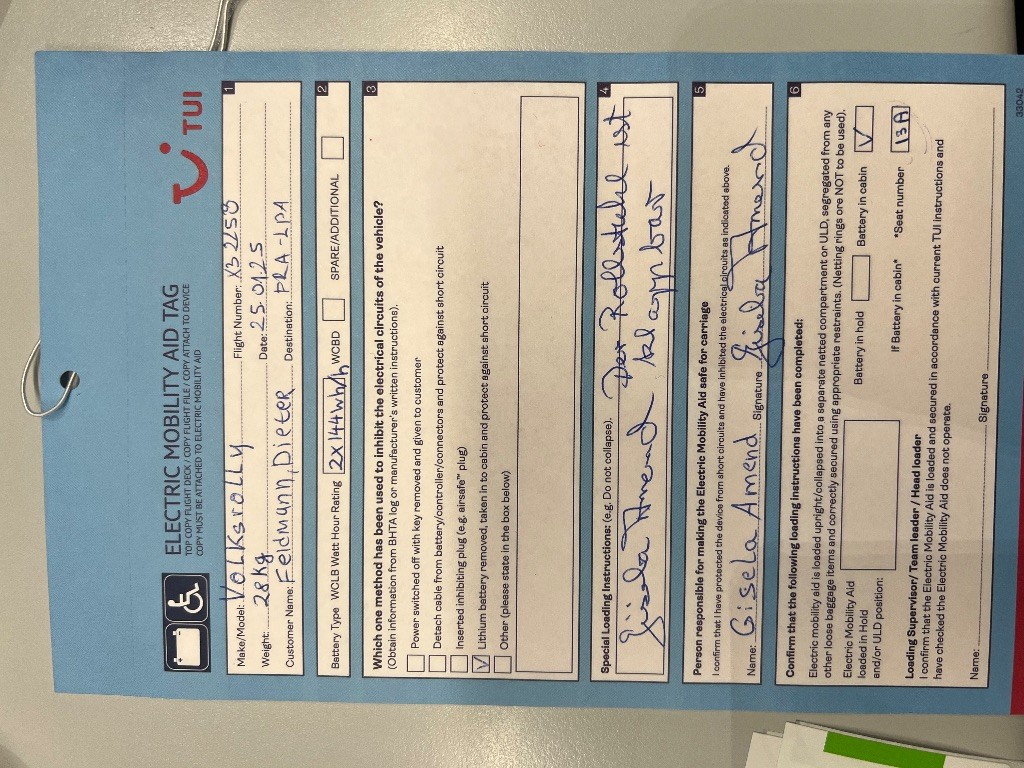 ELECTRIC MOBILITY AID TAG
TOP COPY FLIGHT DECK / COPY FLIGHT FILE / COPY ATTACH TO DEVICE
COPY MUST BE ATTACHED TO ELECTRIC MOBILITY AID
TUI
1
Make/Model: Volksrolly Flight Number: X3 2258
Weight: 28kg Date: 25.01.25
Customer Name: Feldmann, Dieter Destination: FRA-LPA
2
Battery Type WCLB Watt Hour Rating 2x144Wh/h WCBD SPARE/ADDITIONAL
3
Which one method has been used to inhibit the electrical circuits of the vehicle?
(Obtain information from BHTA log or manufacturer's written instructions).
Power switched off with key removed and given to customer
Detach cable from battery/controller/connectors and protect against short circuit
Inserted inhibiting plug (e.g. airsafe™ plug)
V Lithium battery removed, taken in to cabin and protect against short circuit
Other (please state in the box below)
4
Special Loading Instructions: (e.g. Do not collapse). Der Rollstuhl ist
Gisela Amend klappbar
5
Person responsible for making the Electric Mobility Aid safe for carriage
I confirm that I have protected the device from short circuits and have inhibited the electrical circuits as indicated above.
Name: Gisela Amend Signature Gisela Amend
6
Confirm that the following loading instructions have been completed:
Electric mobility aid is loaded upright/collapsed into a separate netted compartment or ULD, segregated from any
other loose baggage items and correctly secured using appropriate restraints. (Netting rings are NOT to be used).
Electric Mobility Aid
loaded in Hold
and/or ULD position:
Battery in hold Battery in cabin V
If Battery in cabin* *Seat number 13A
Loading Supervisor/ Team leader / Head loader
I confirm that the Electric Mobility Aid is loaded and secured in accordance with current TUI instructions and
have checked the Electric Mobility Aid does not operate.
Name: Signature
33042